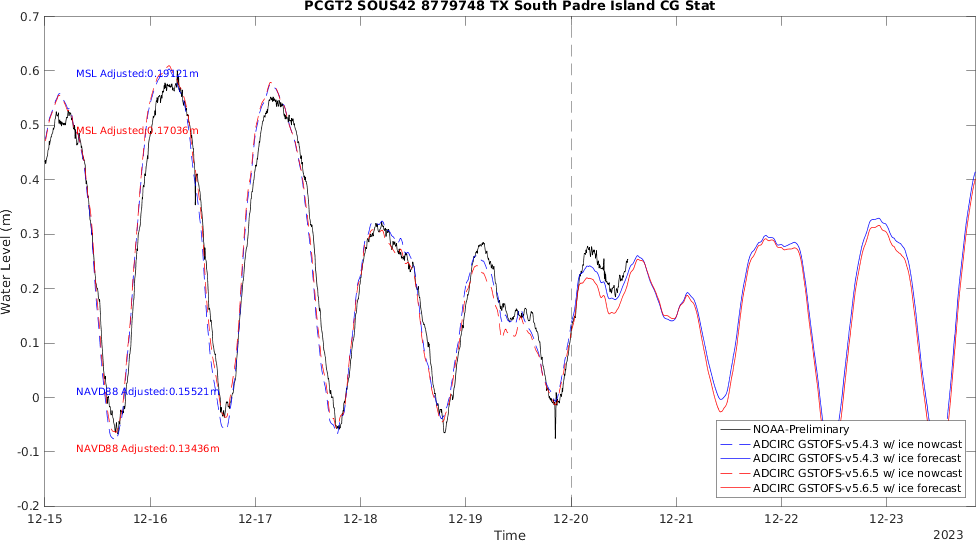 PCGT2 SOUS42 8779748 TX South Padre Island CG Stat
0.7
0.6
0.5
0.4
0.3
0.2
0.1
0
-0.1
-0.2
Water Level (m)
MSL Adjusted:0.19121m
MSL Adjusted:0.17036m
NAVD88 Adjusted:0.15521m
NAVD88 Adjusted:0.13436m
NOAA-Preliminary
ADCIRC GSTOFS-v5.4.3 w/ ice nowcast
ADCIRC GSTOFS-v5.4.3 w/ ice forecast
ADCIRC GSTOFS-v5.6.5 w/ ice nowcast
ADCIRC GSTOFS-v5.6.5 w/ ice forecast
12-15 12-16 12-17 12-18 12-19 12-20 12-21 12-22 12-23
Time
2023